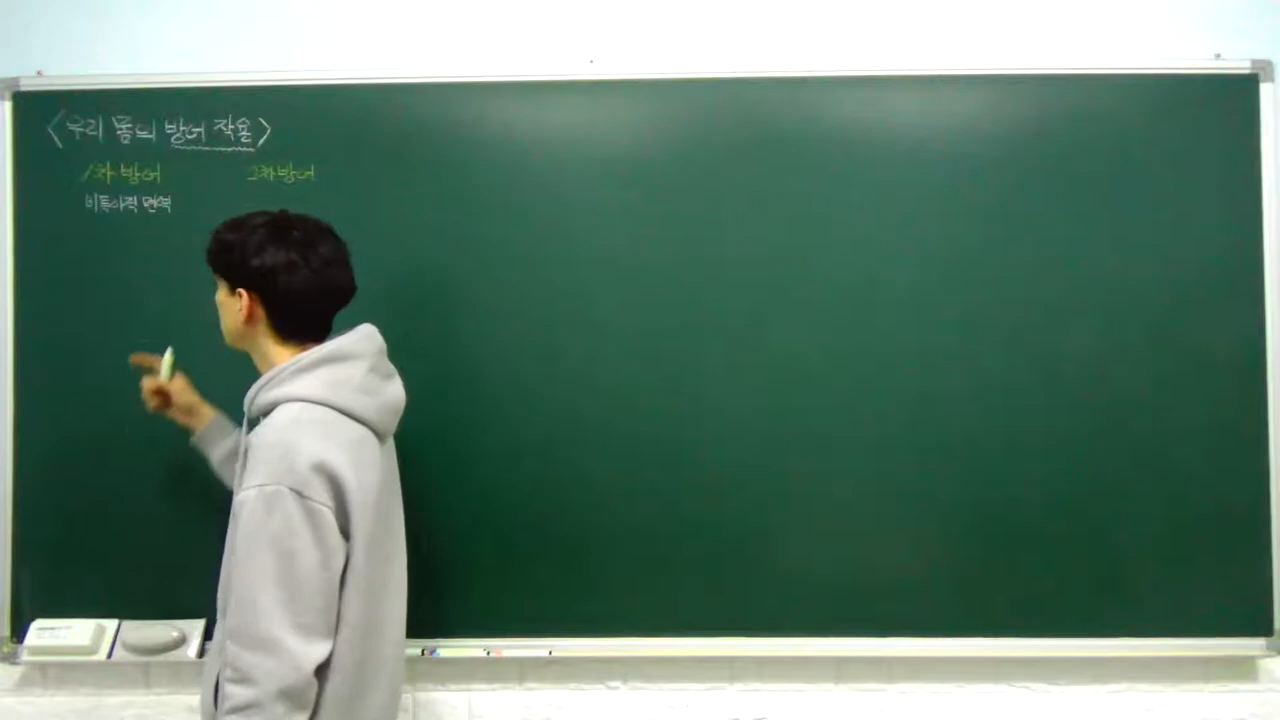 <우리 몸의 방어 작용>
1차 방어 2차 방어
비특이적 면역